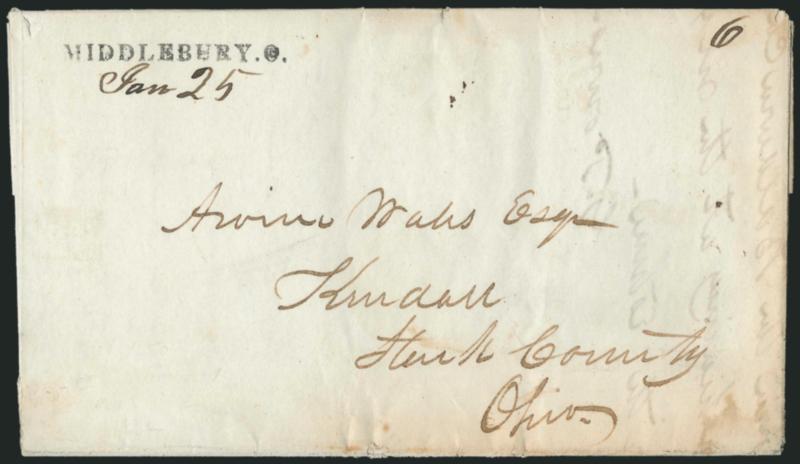 MIDDLEBURY.O.
Jan 25
6
Arvine Wales Esqr
Kendall
Stark County
Ohio